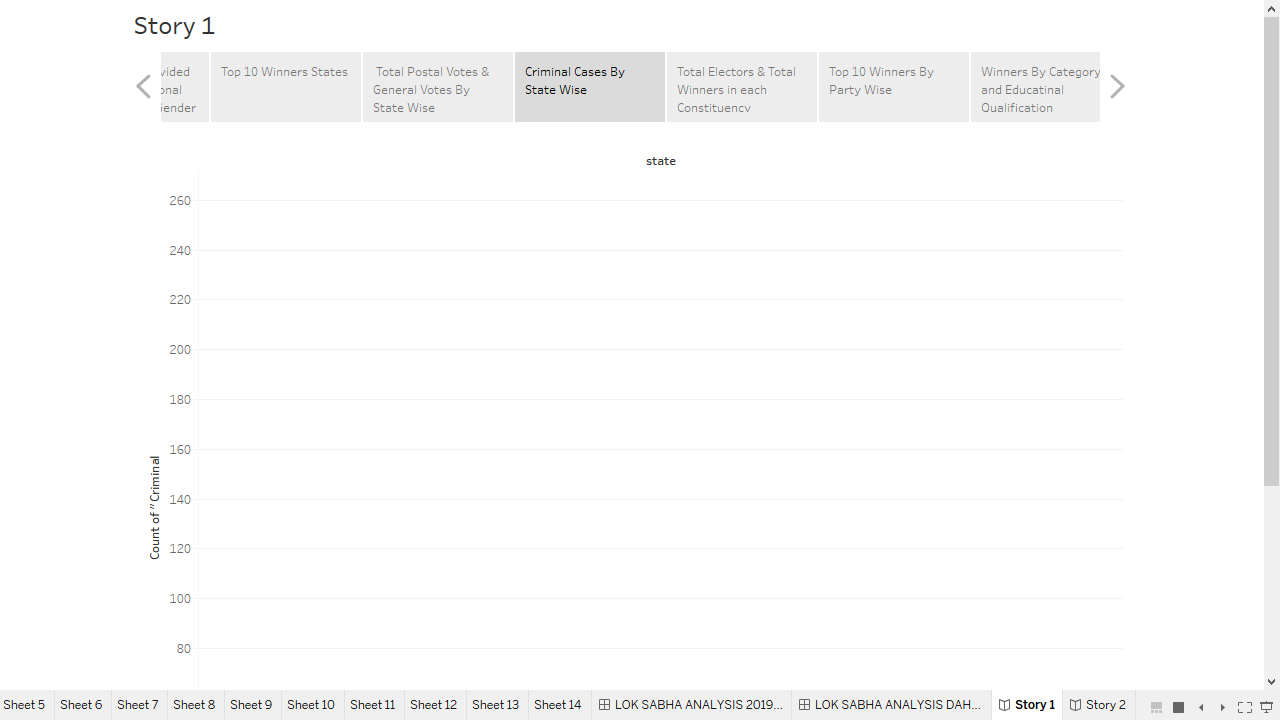 Story 1
vided
onal
Gender
Top 10 Winners States
Total Postal Votes &
General Votes By
State Wise
Criminal Cases By
State Wise
Total Electors & Total
Winners in each
Constituency
Top 10 Winners By
Party Wise
Winners By Category
and Educatinal
Qualification
state
260
240
220
200
180
160
140
120
100
80
Count of "Criminal
Sheet 5
Sheet 6
Sheet 7
Sheet 8
Sheet 9
Sheet 10
Sheet 11
Sheet 12
Sheet 13
Sheet 14
LOK SABHA ANALYSIS 2019...
LOK SABHA ANALYSIS DAH...
Story 1
Story 2